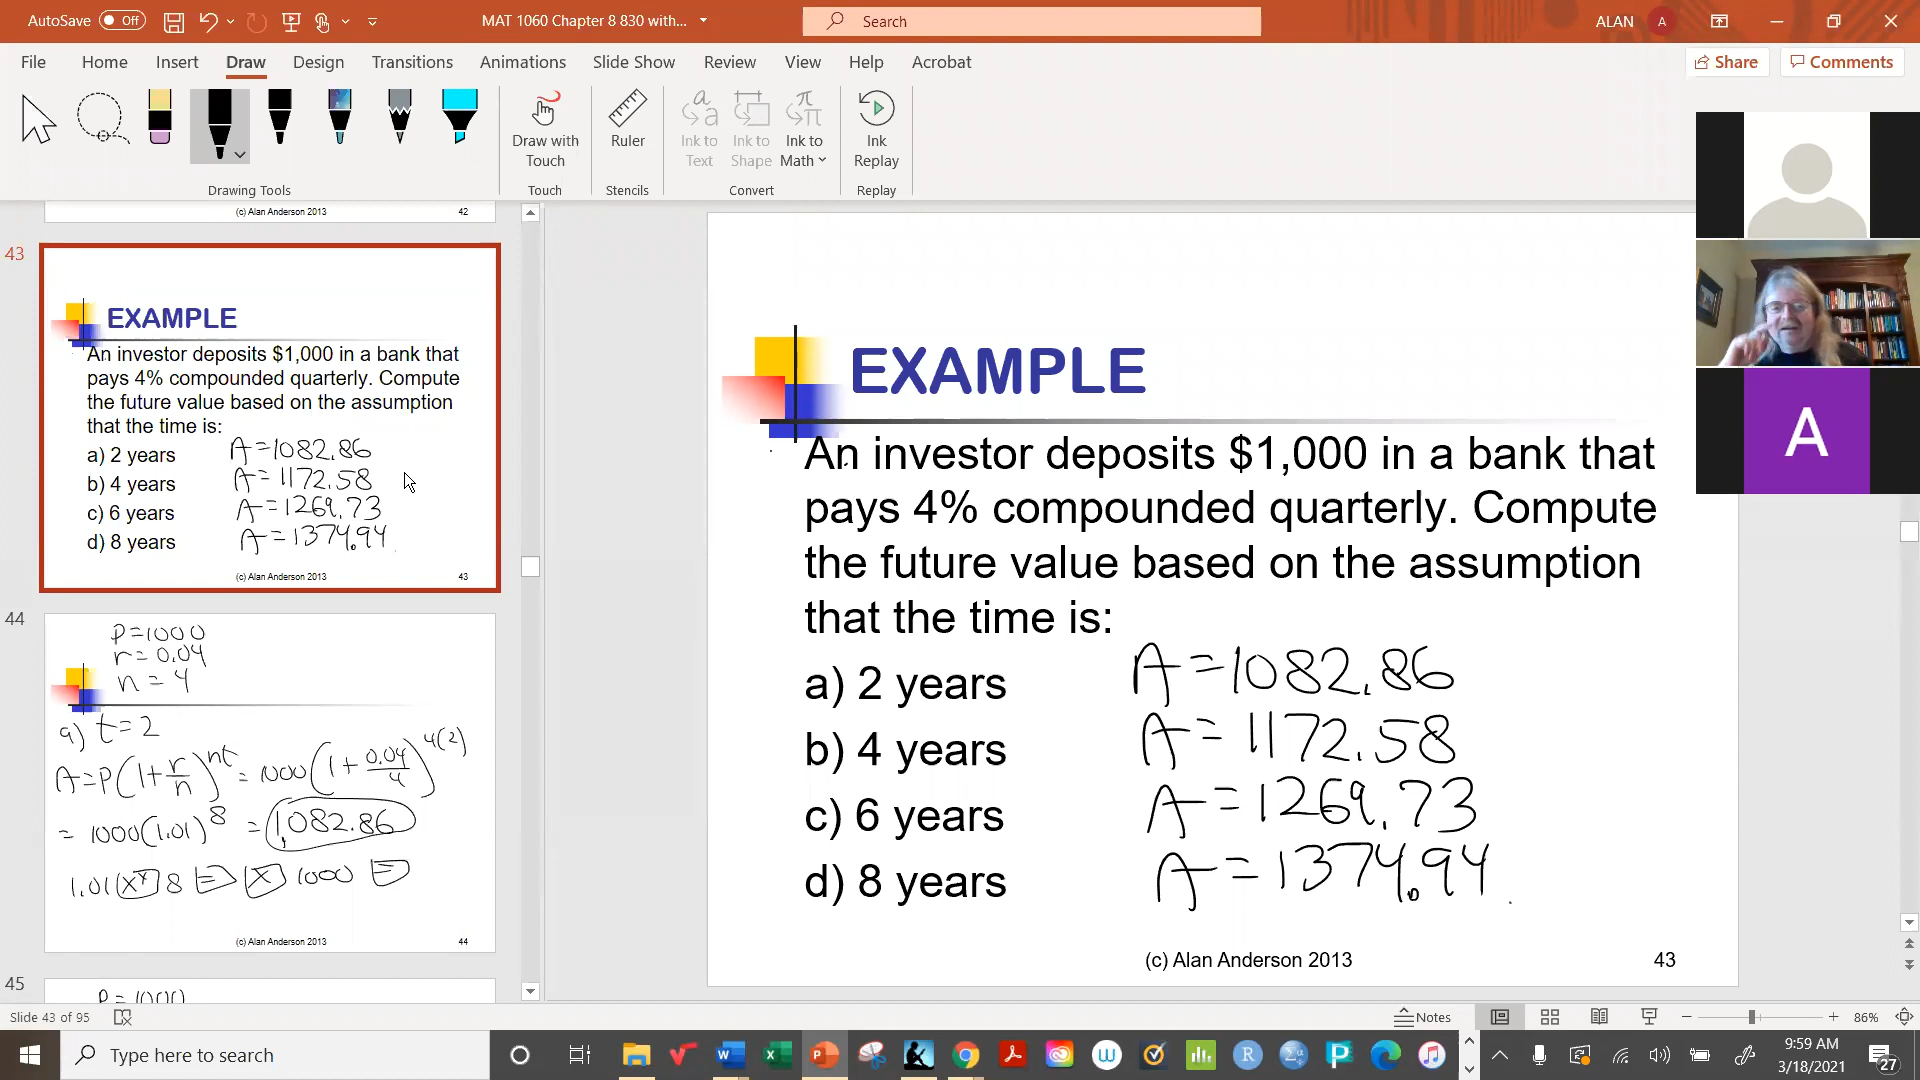 AutoSave Off
MAT 1060 Chapter 8 830 with...
Search
ALAN A
File Home Insert Draw Design Transitions Animations Slide Show Review View Help Acrobat
Share Comments
Draw with Touch
Ruler
Ink to Text
Ink to Shape
Ink to Math
Ink Replay
Drawing Tools Touch Stencils Convert Replay
(c) Alan Anderson 2013 42
43
EXAMPLE
An investor deposits $1,000 in a bank that
pays 4% compounded quarterly. Compute
the future value based on the assumption
that the time is:
a) 2 years A = 1082.86
b) 4 years A = 1172.58
c) 6 years A = 1269.73
d) 8 years A = 1374.94
(c) Alan Anderson 2013 43
44
P = 1000
r = 0.04
n = 4
a) t = 2
A = P(1 + r/n)^nt = 1000(1 + 0.04/4)^4(2)
= 1000(1.01)^8 = 1,082.86
1.01 x^y 8 = x 1000 =
(c) Alan Anderson 2013 44
45
P = 1000
EXAMPLE
An investor deposits $1,000 in a bank that
pays 4% compounded quarterly. Compute
the future value based on the assumption
that the time is:
a) 2 years A = 1082.86
b) 4 years A = 1172.58
c) 6 years A = 1269.73
d) 8 years A = 1374.94
(c) Alan Anderson 2013 43
A
Slide 43 of 95
Notes
86%
Type here to search
9:59 AM
3/18/2021
27